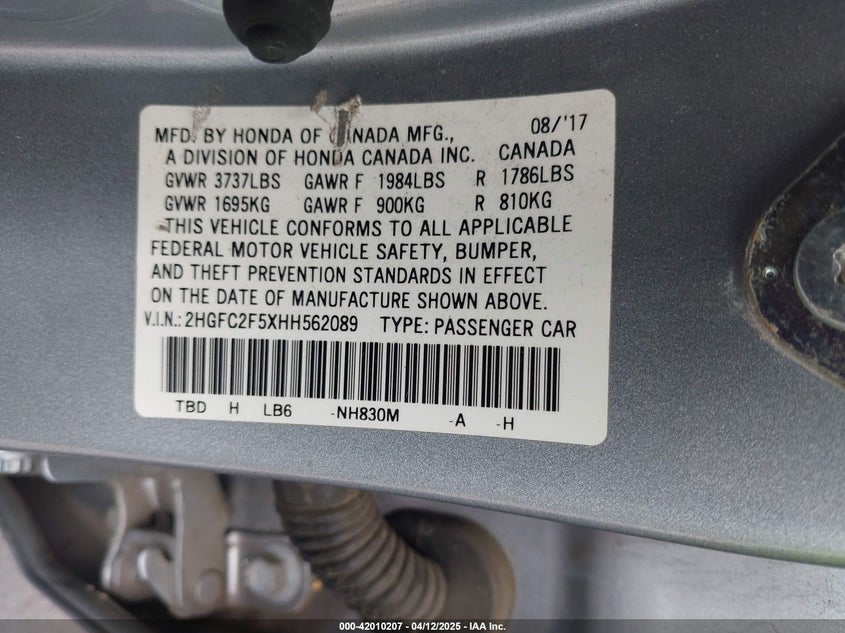 08/'17
MFD. BY HONDA OF CANADA MFG.,
A DIVISION OF HONDA CANADA INC. CANADA
GVWR 3737LBS GAWR F 1984LBS R 1786LBS
GVWR 1695KG GAWR F 900KG R 810KG
THIS VEHICLE CONFORMS TO ALL APPLICABLE
FEDERAL MOTOR VEHICLE SAFETY, BUMPER,
AND THEFT PREVENTION STANDARDS IN EFFECT
ON THE DATE OF MANUFACTURE SHOWN ABOVE.
V.I.N.: 2HGFC2F5XHH562089 TYPE: PASSENGER CAR
TBD H LB6 -NH830M -A -H
000-42010207 - 04/12/2025 - IAA Inc.